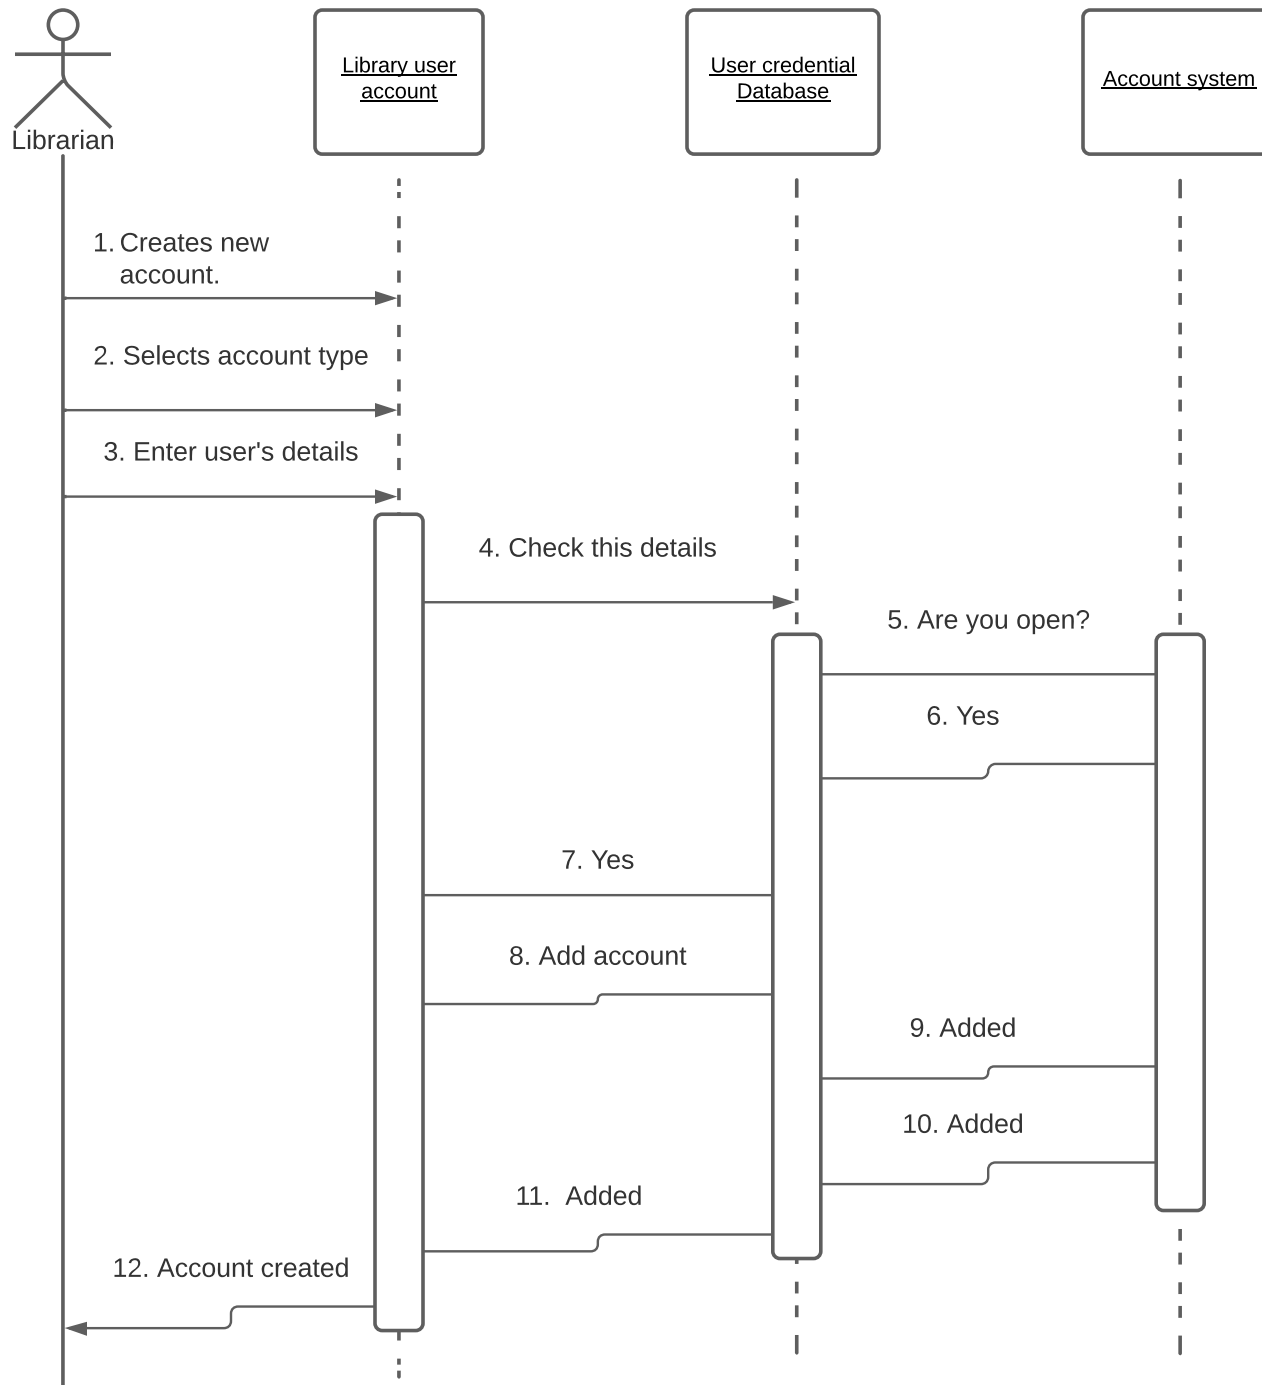 Librarian
Library user
account
User credential
Database
Account system
1. Creates new
account.
2. Selects account type
3. Enter user's details
4. Check this details
5. Are you open?
6. Yes
7. Yes
8. Add account
9. Added
10. Added
11. Added
12. Account created